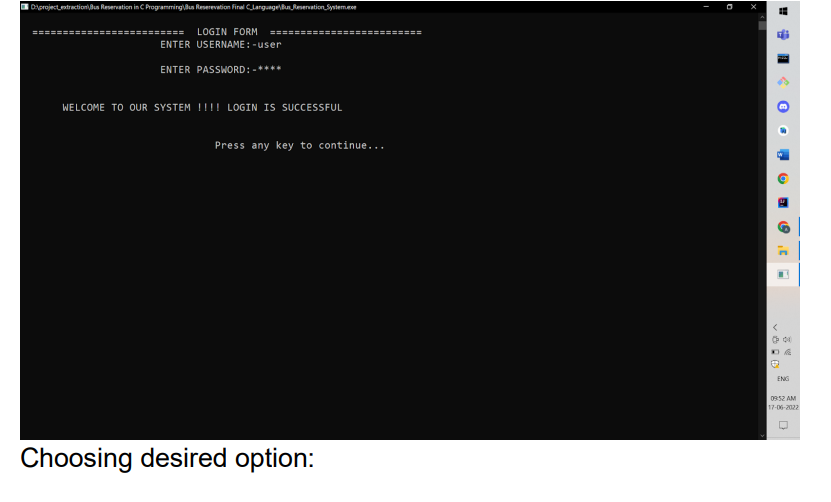 D:\project_extraction\Bus Reservation in C Programming\Bus Reserevation Final C_Language\Bus_Reservation_System.exe
========================= LOGIN FORM =========================
ENTER USERNAME:-user
ENTER PASSWORD:-****
WELCOME TO OUR SYSTEM !!!! LOGIN IS SUCCESSFUL
Press any key to continue...
ENG
09:52 AM
17-06-2022
Choosing desired option: